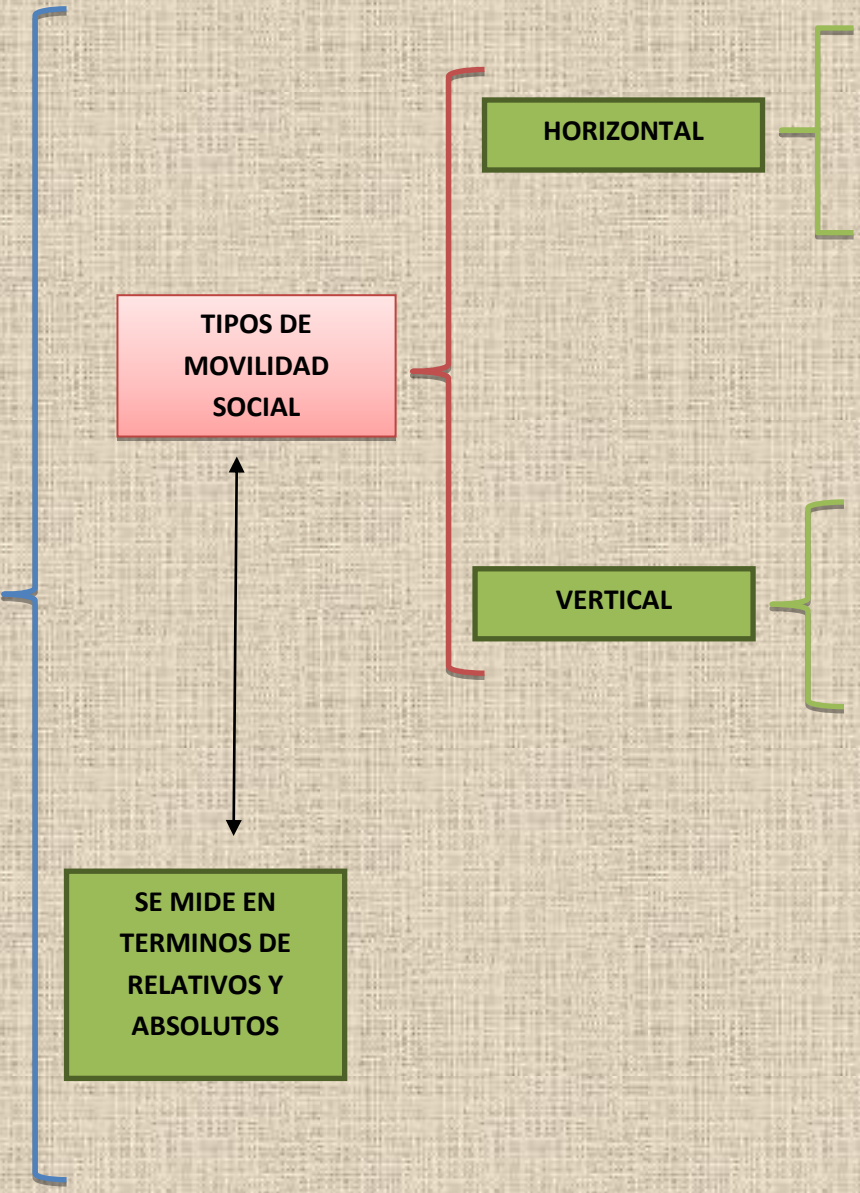 HORIZONTAL
TIPOS DE
MOVILIDAD
SOCIAL
VERTICAL
SE MIDE EN
TERMINOS DE
RELATIVOS Y
ABSOLUTOS